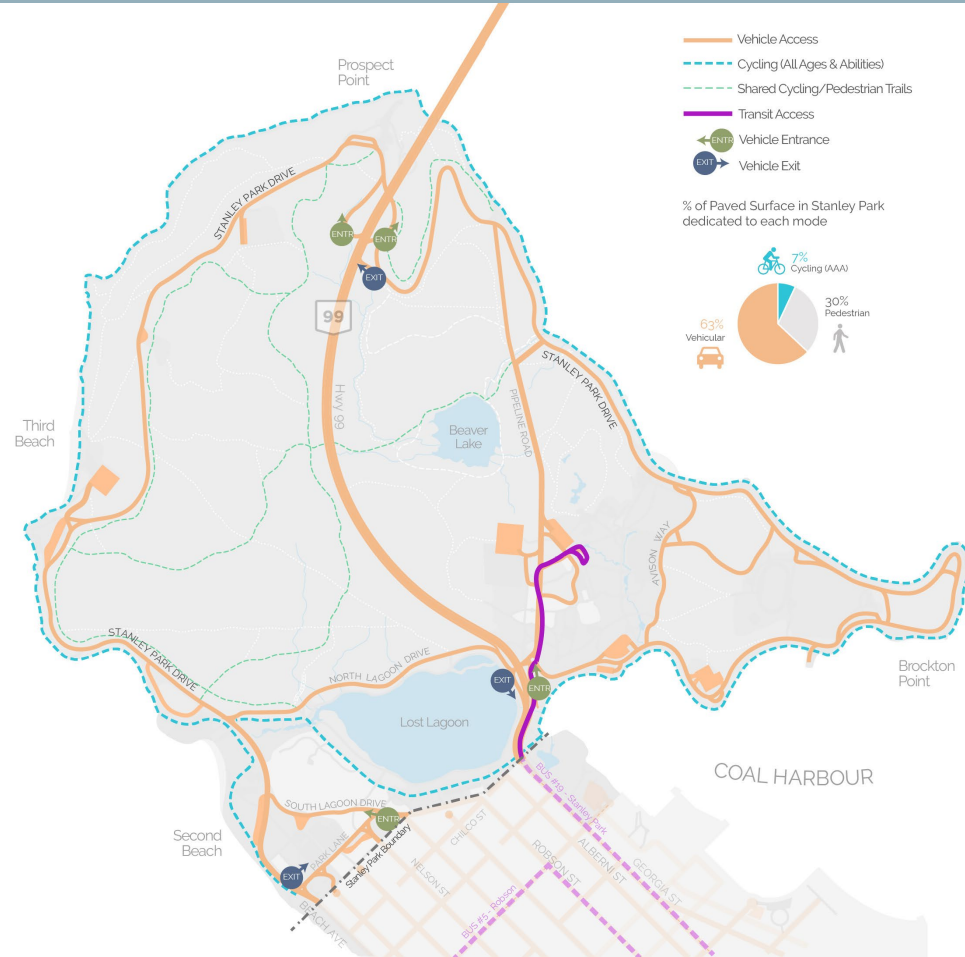 Vehicle Access
Cycling (All Ages & Abilities)
Shared Cycling/Pedestrian Trails
Transit Access
ENTR
Vehicle Entrance
EXIT
Vehicle Exit
% of Paved Surface in Stanley Park
dedicated to each mode
7%
Cycling (AAA)
30%
Pedestrian
63%
Vehicular
Prospect
Point
STANLEY PARK DRIVE
ENTR
ENTR
EXIT
99
Hwy 99
STANLEY PARK DRIVE
PIPELINE ROAD
Beaver
Lake
Third
Beach
AVISON WAY
STANLEY PARK DRIVE
NORTH LAGOON DRIVE
EXIT
ENTR
Brockton
Point
Lost Lagoon
COAL HARBOUR
BUS #19 - Stanley Park
SOUTH LAGOON DRIVE
ENTR
CHILCO ST
Second
Beach
PARK LANE
Stanley Park Boundary
EXIT
NELSON ST
ROBSON ST
ALBERNI ST
GEORGIA ST
BEACH AVE
BUS #5 - Robson